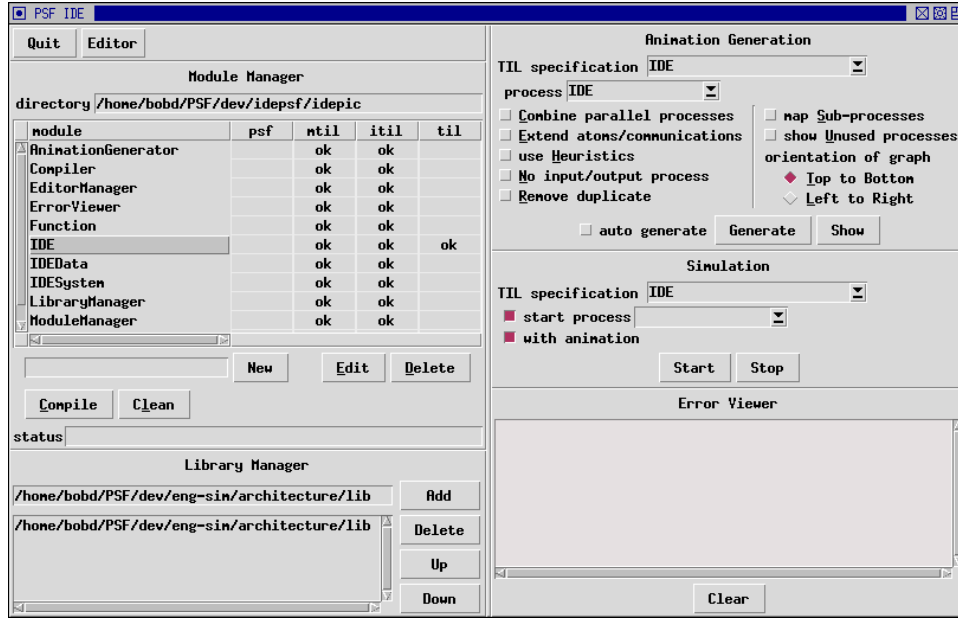 PSF IDE
Quit Editor
Module Manager
directory /home/bobd/PSF/dev/idepsf/idepic
module psf mtil itil til
AnimationGenerator ok ok
Compiler ok ok
EditorManager ok ok
ErrorViewer ok ok
Function ok ok
IDE ok ok ok
IDEData ok ok
IDESystem ok ok
LibraryManager ok ok
ModuleManager ok ok
New Edit Delete
Compile Clean
status
Library Manager
/home/bobd/PSF/dev/eng-sim/architecture/lib Add
/home/bobd/PSF/dev/eng-sim/architecture/lib Delete
Up
Down
Animation Generation
TIL specification IDE
process IDE
Combine parallel processes
Extend atoms/communications
use Heuristics
No input/output process
Remove duplicate
map Sub-processes
show Unused processes
orientation of graph
Top to Bottom
Left to Right
auto generate Generate Show
Simulation
TIL specification IDE
start process
with animation
Start Stop
Error Viewer
Clear